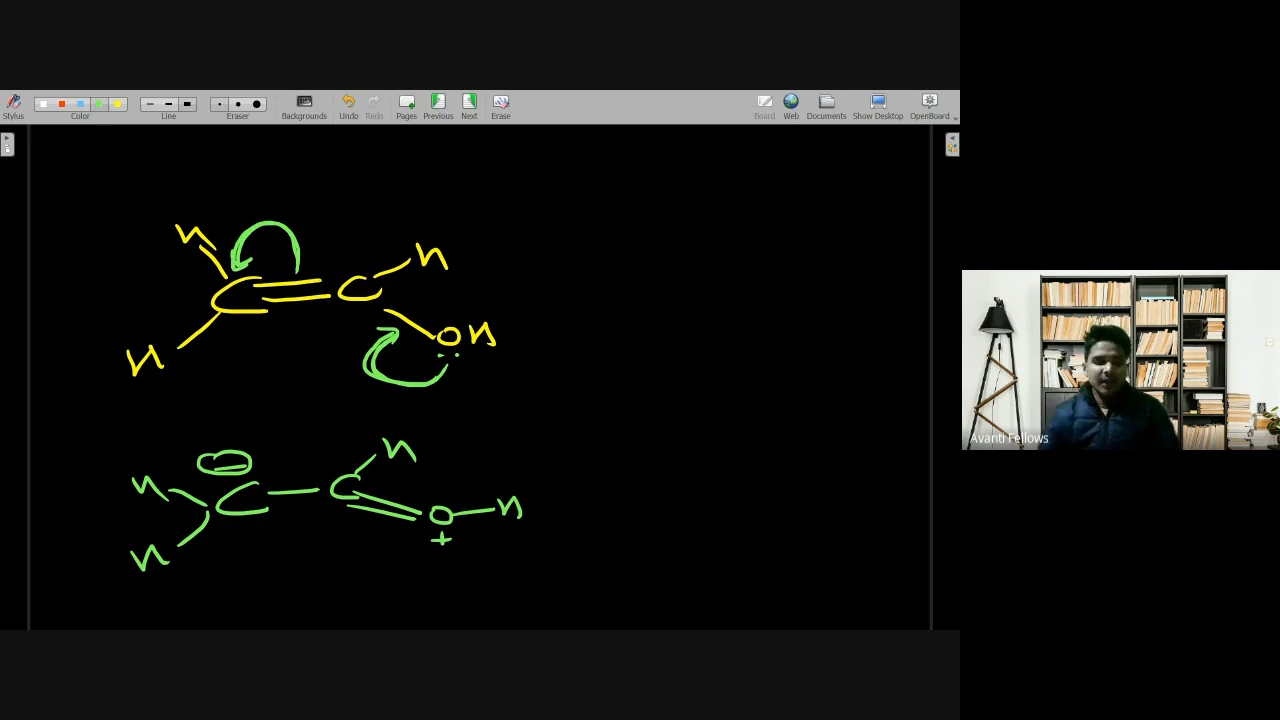 Stylus Color Line Eraser Backgrounds Undo Redo Pages Previous Next Erase Board Web Documents Show Desktop OpenBoard
H H
C = C
H OH
Avanti Fellows
H
H C — C
= O — H
H +